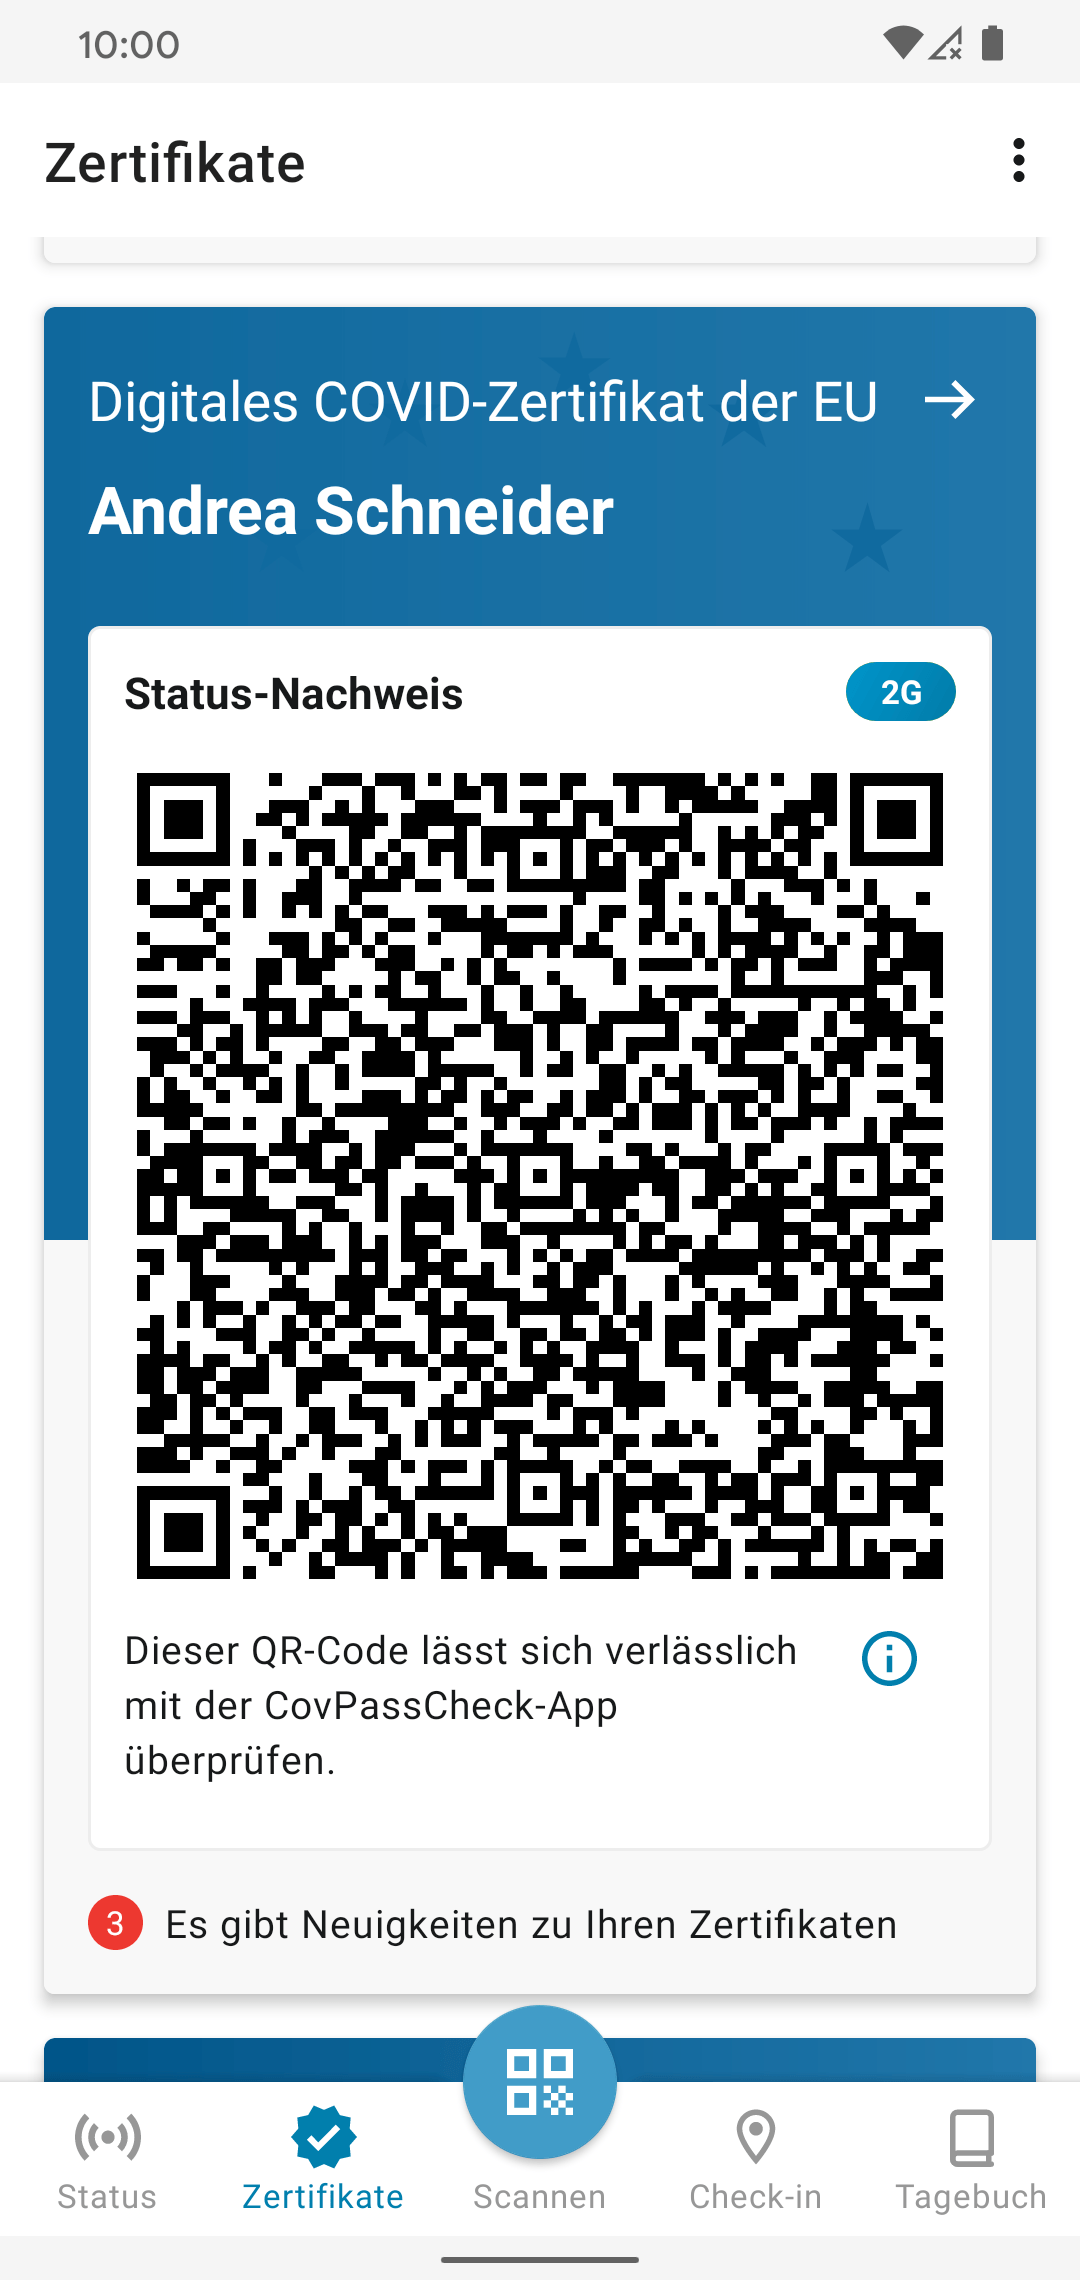 10:00
Zertifikate
Digitales COVID-Zertifikat der EU
Andrea Schneider
Status-Nachweis
2G
Dieser QR-Code lässt sich verlässlich
mit der CovPassCheck-App
überprüfen.
3 Es gibt Neuigkeiten zu Ihren Zertifikaten
Status
Zertifikate
Scannen
Check-in
Tagebuch